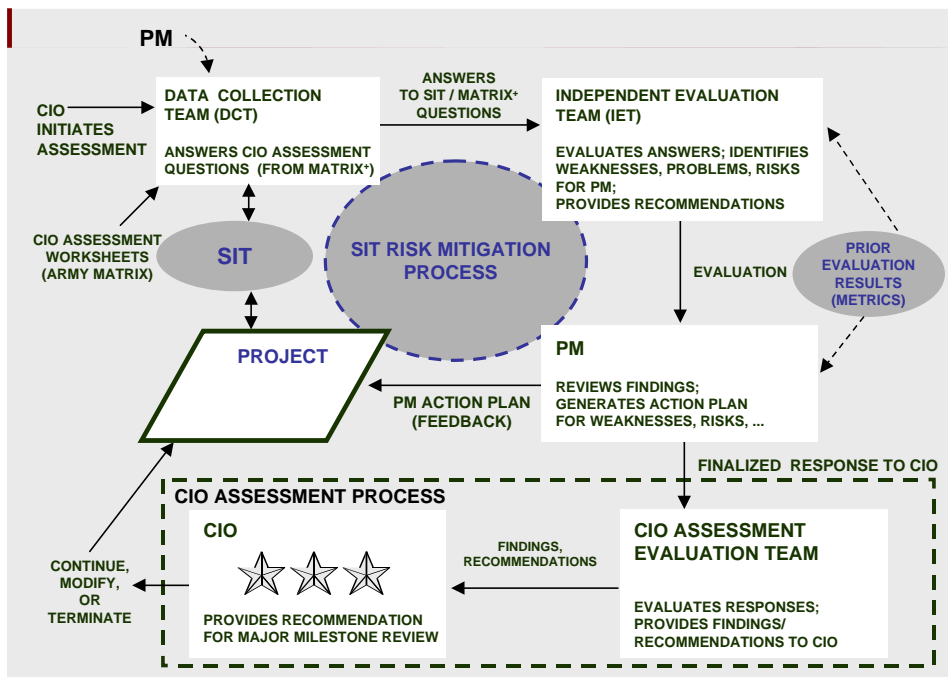 PM
CIO
INITIATES
ASSESSMENT
DATA COLLECTION
TEAM (DCT)
ANSWERS CIO ASSESSMENT
QUESTIONS (FROM MATRIX⁺)
ANSWERS
TO SIT / MATRIX⁺
QUESTIONS
INDEPENDENT EVALUATION
TEAM (IET)
EVALUATES ANSWERS; IDENTIFIES
WEAKNESSES, PROBLEMS, RISKS
FOR PM;
PROVIDES RECOMMENDATIONS
CIO ASSESSMENT
WORKSHEETS
(ARMY MATRIX)
SIT
SIT RISK MITIGATION
PROCESS
EVALUATION
PRIOR
EVALUATION
RESULTS
(METRICS)
PROJECT
PM ACTION PLAN
(FEEDBACK)
PM
REVIEWS FINDINGS;
GENERATES ACTION PLAN
FOR WEAKNESSES, RISKS, ...
FINALIZED RESPONSE TO CIO
CIO ASSESSMENT PROCESS
CIO
PROVIDES RECOMMENDATION
FOR MAJOR MILESTONE REVIEW
FINDINGS,
RECOMMENDATIONS
CIO ASSESSMENT
EVALUATION TEAM
EVALUATES RESPONSES;
PROVIDES FINDINGS/
RECOMMENDATIONS TO CIO
CONTINUE,
MODIFY,
OR
TERMINATE